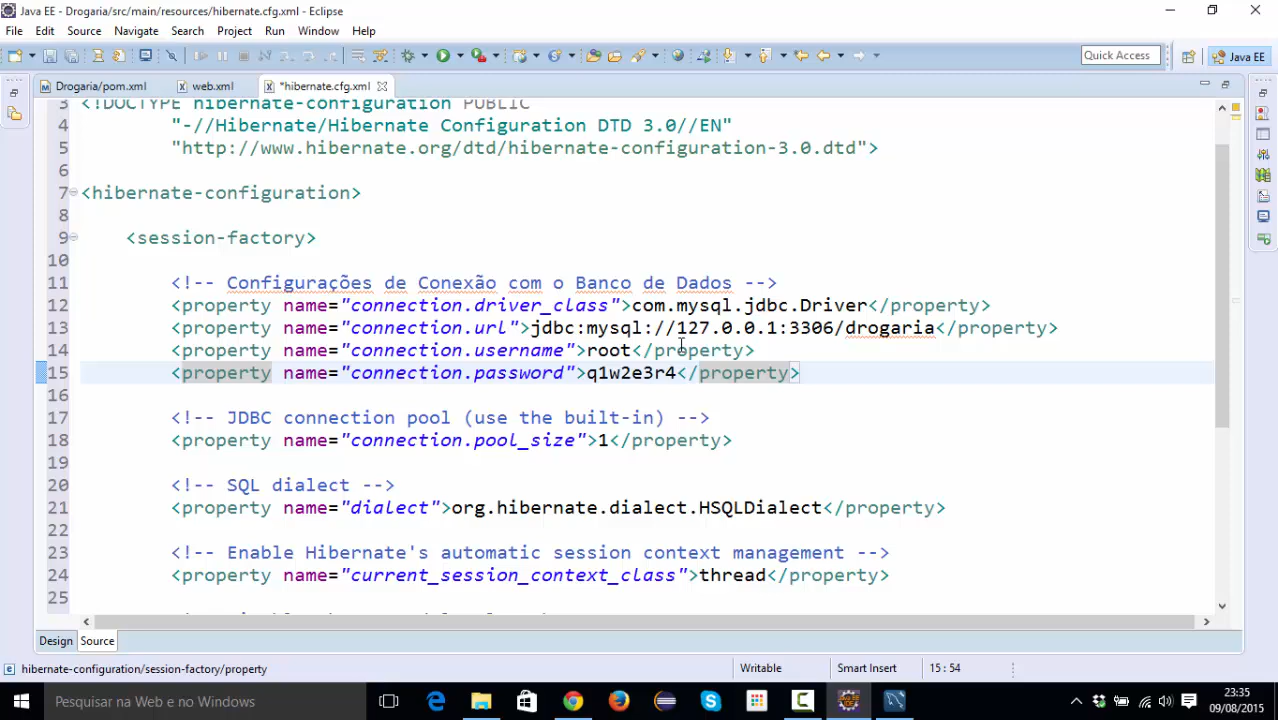 Java EE - Drogaria/src/main/resources/hibernate.cfg.xml - Eclipse
File Edit Source Navigate Search Project Run Window Help
Quick Access
Java EE
Drogaria/pom.xml
web.xml
*hibernate.cfg.xml
3 <!DOCTYPE hibernate-configuration PUBLIC
4 "-//Hibernate/Hibernate Configuration DTD 3.0//EN"
5 "http://www.hibernate.org/dtd/hibernate-configuration-3.0.dtd">
6
7 <hibernate-configuration>
8
9 <session-factory>
10
11 <!-- Configurações de Conexão com o Banco de Dados -->
12 <property name="connection.driver_class">com.mysql.jdbc.Driver</property>
13 <property name="connection.url">jdbc:mysql://127.0.0.1:3306/drogaria</property>
14 <property name="connection.username">root</property>
15 <property name="connection.password">q1w2e3r4</property>
16
17 <!-- JDBC connection pool (use the built-in) -->
18 <property name="connection.pool_size">1</property>
19
20 <!-- SQL dialect -->
21 <property name="dialect">org.hibernate.dialect.HSQLDialect</property>
22
23 <!-- Enable Hibernate's automatic session context management -->
24 <property name="current_session_context_class">thread</property>
25
Design Source
hibernate-configuration/session-factory/property
Writable
Smart Insert
15 : 54
Pesquisar na Web e no Windows
23:35
09/08/2015